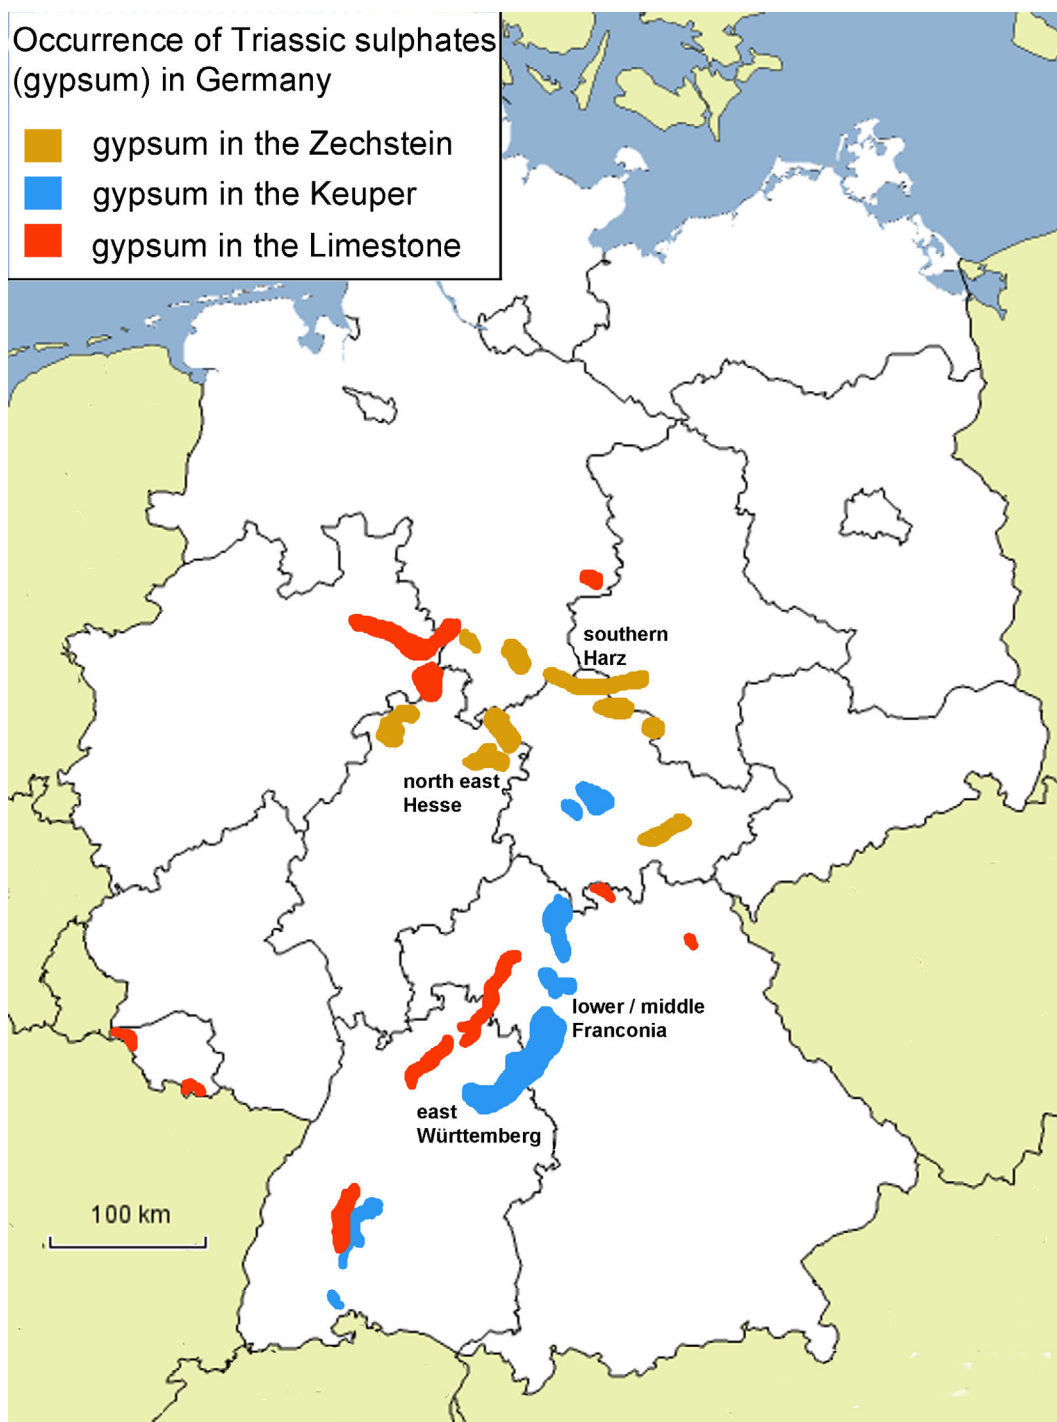 Occurrence of Triassic sulphates
(gypsum) in Germany
gypsum in the Zechstein
gypsum in the Keuper
gypsum in the Limestone
southern
Harz
north east
Hesse
lower / middle
Franconia
east
Württemberg
100 km